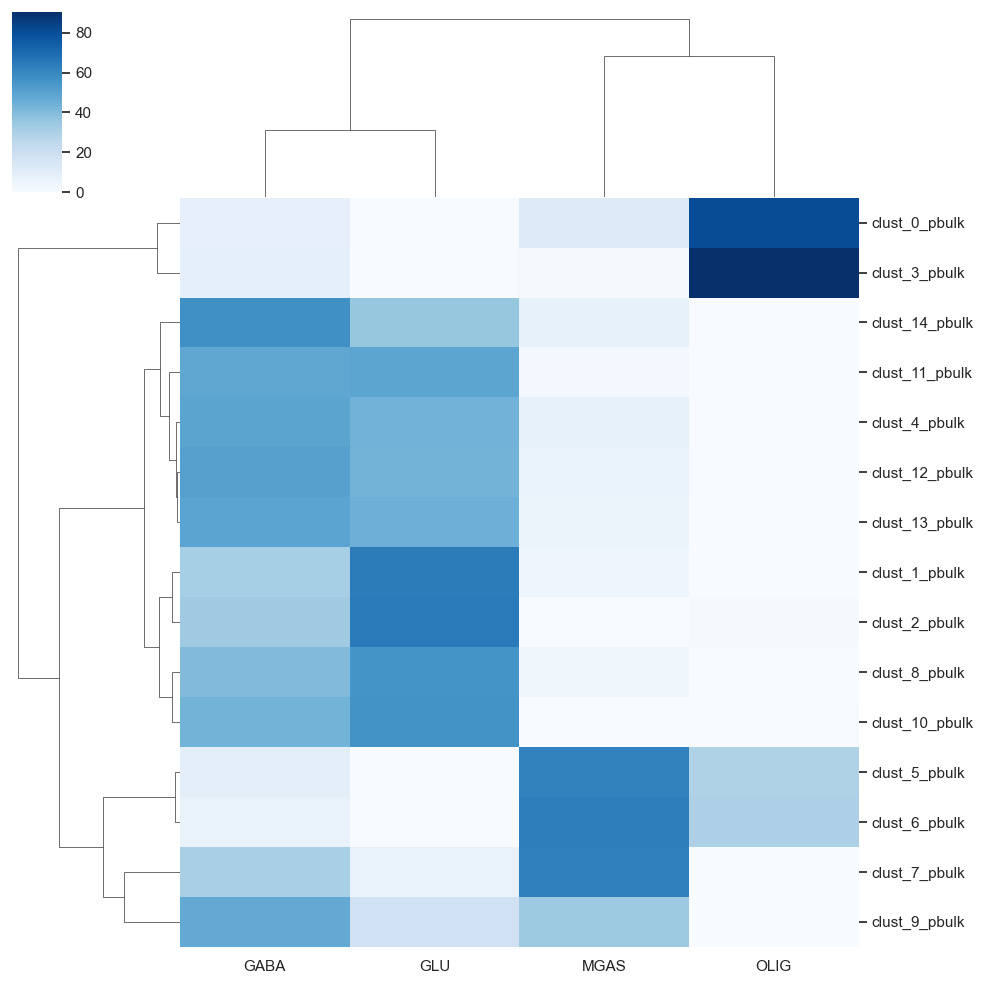 80
60
40
20
0
clust_0_pbulk
clust_3_pbulk
clust_14_pbulk
clust_11_pbulk
clust_4_pbulk
clust_12_pbulk
clust_13_pbulk
clust_1_pbulk
clust_2_pbulk
clust_8_pbulk
clust_10_pbulk
clust_5_pbulk
clust_6_pbulk
clust_7_pbulk
clust_9_pbulk
GABA GLU MGAS OLIG